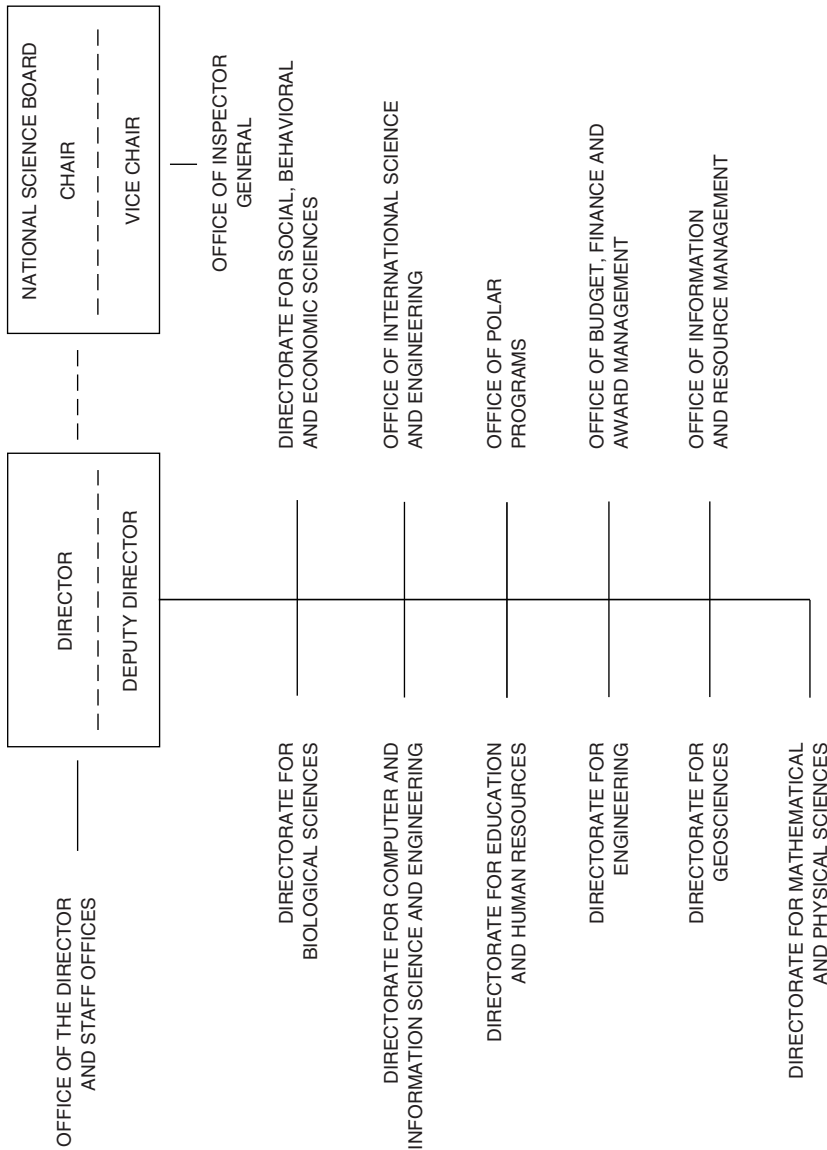 OFFICE OF THE DIRECTOR
AND STAFF OFFICES
DIRECTOR
DEPUTY DIRECTOR
NATIONAL SCIENCE BOARD
CHAIR
VICE CHAIR
OFFICE OF INSPECTOR
GENERAL
DIRECTORATE FOR
BIOLOGICAL SCIENCES
DIRECTORATE FOR SOCIAL, BEHAVIORAL
AND ECONOMIC SCIENCES
DIRECTORATE FOR COMPUTER AND
INFORMATION SCIENCE AND ENGINEERING
OFFICE OF INTERNATIONAL SCIENCE
AND ENGINEERING
DIRECTORATE FOR EDUCATION
AND HUMAN RESOURCES
OFFICE OF POLAR
PROGRAMS
DIRECTORATE FOR
ENGINEERING
OFFICE OF BUDGET, FINANCE AND
AWARD MANAGEMENT
DIRECTORATE FOR
GEOSCIENCES
OFFICE OF INFORMATION
AND RESOURCE MANAGEMENT
DIRECTORATE FOR MATHEMATICAL
AND PHYSICAL SCIENCES